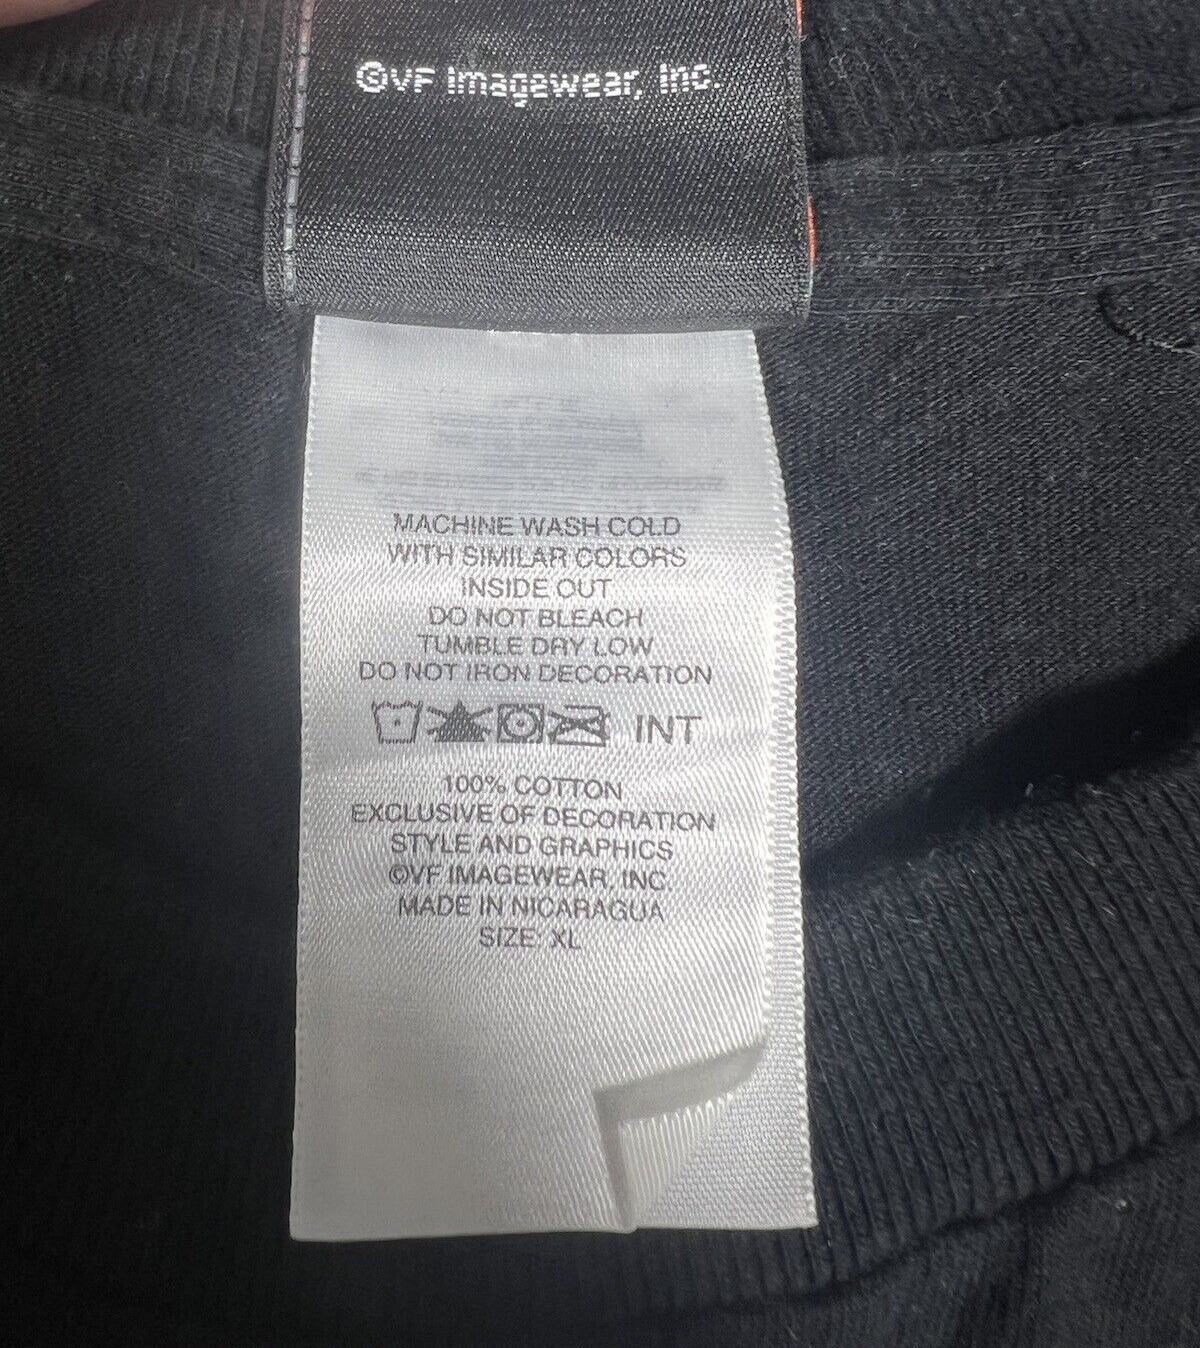 ©VF Imagewear, Inc.
MACHINE WASH COLD
WITH SIMILAR COLORS
INSIDE OUT
DO NOT BLEACH
TUMBLE DRY LOW
DO NOT IRON DECORATION
INT
100% COTTON
EXCLUSIVE OF DECORATION
STYLE AND GRAPHICS
©VF IMAGEWEAR, INC.
MADE IN NICARAGUA
SIZE: XL